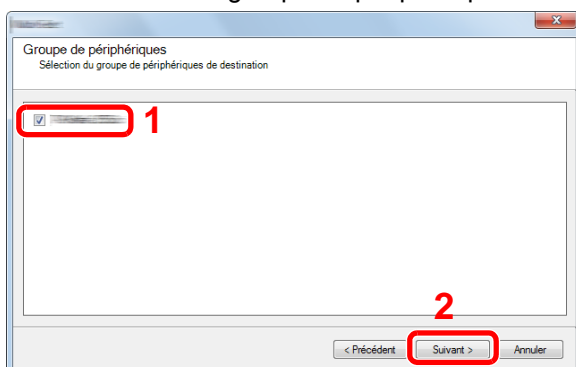 Groupe de périphériques
Sélection du groupe de périphériques de destination
1
2
< Précédent
Suivant >
Annuler